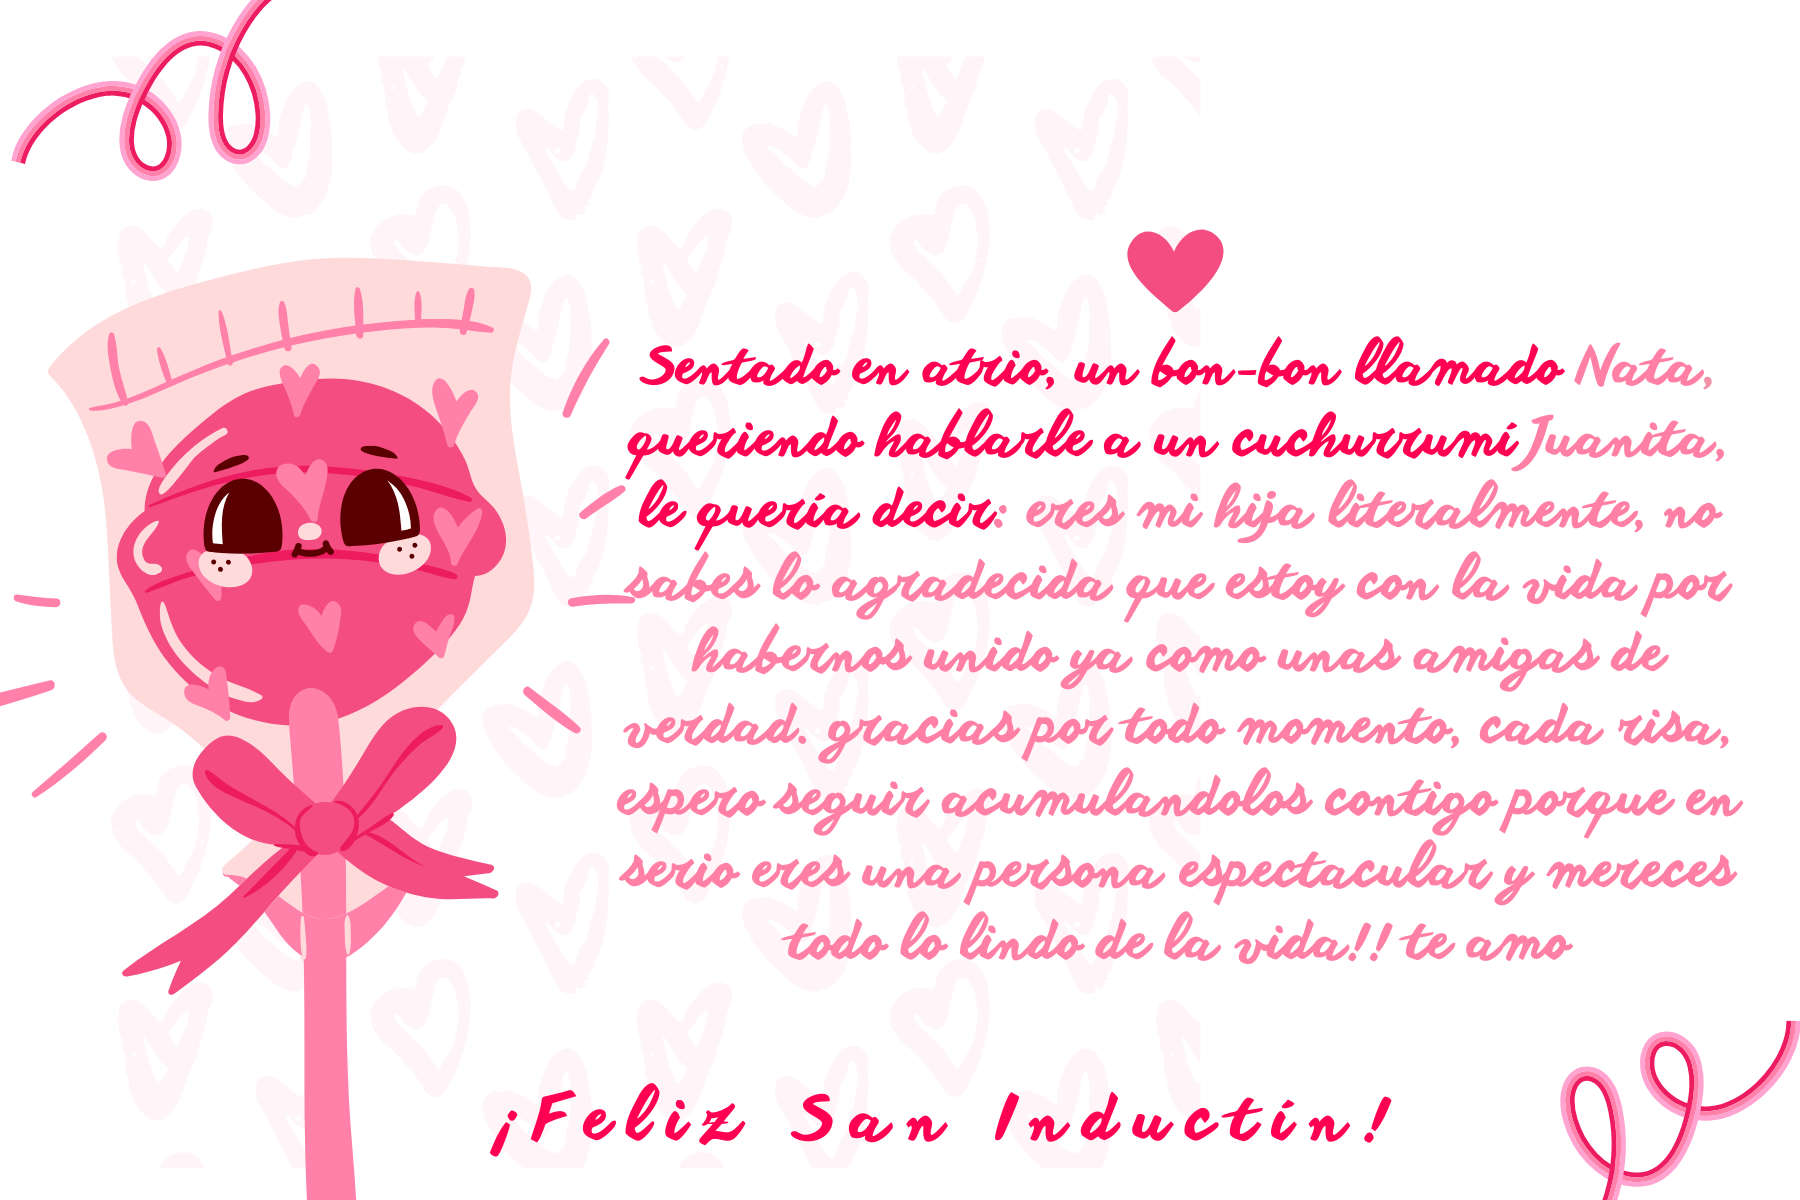 Sentado en atrio, un bon-bon llamado Nata,
queriendo hablarle a un cuchurrumí Juanita,
le quería decir: eres mi hija literalmente, no
sabes lo agradecida que estoy con la vida por
habernos unido ya como unas amigas de
verdad. gracias por todo momento, cada risa,
espero seguir acumulandolos contigo porque en
serio eres una persona espectacular y mereces
todo lo lindo de la vida!! te amo
¡Feliz San Inductín!